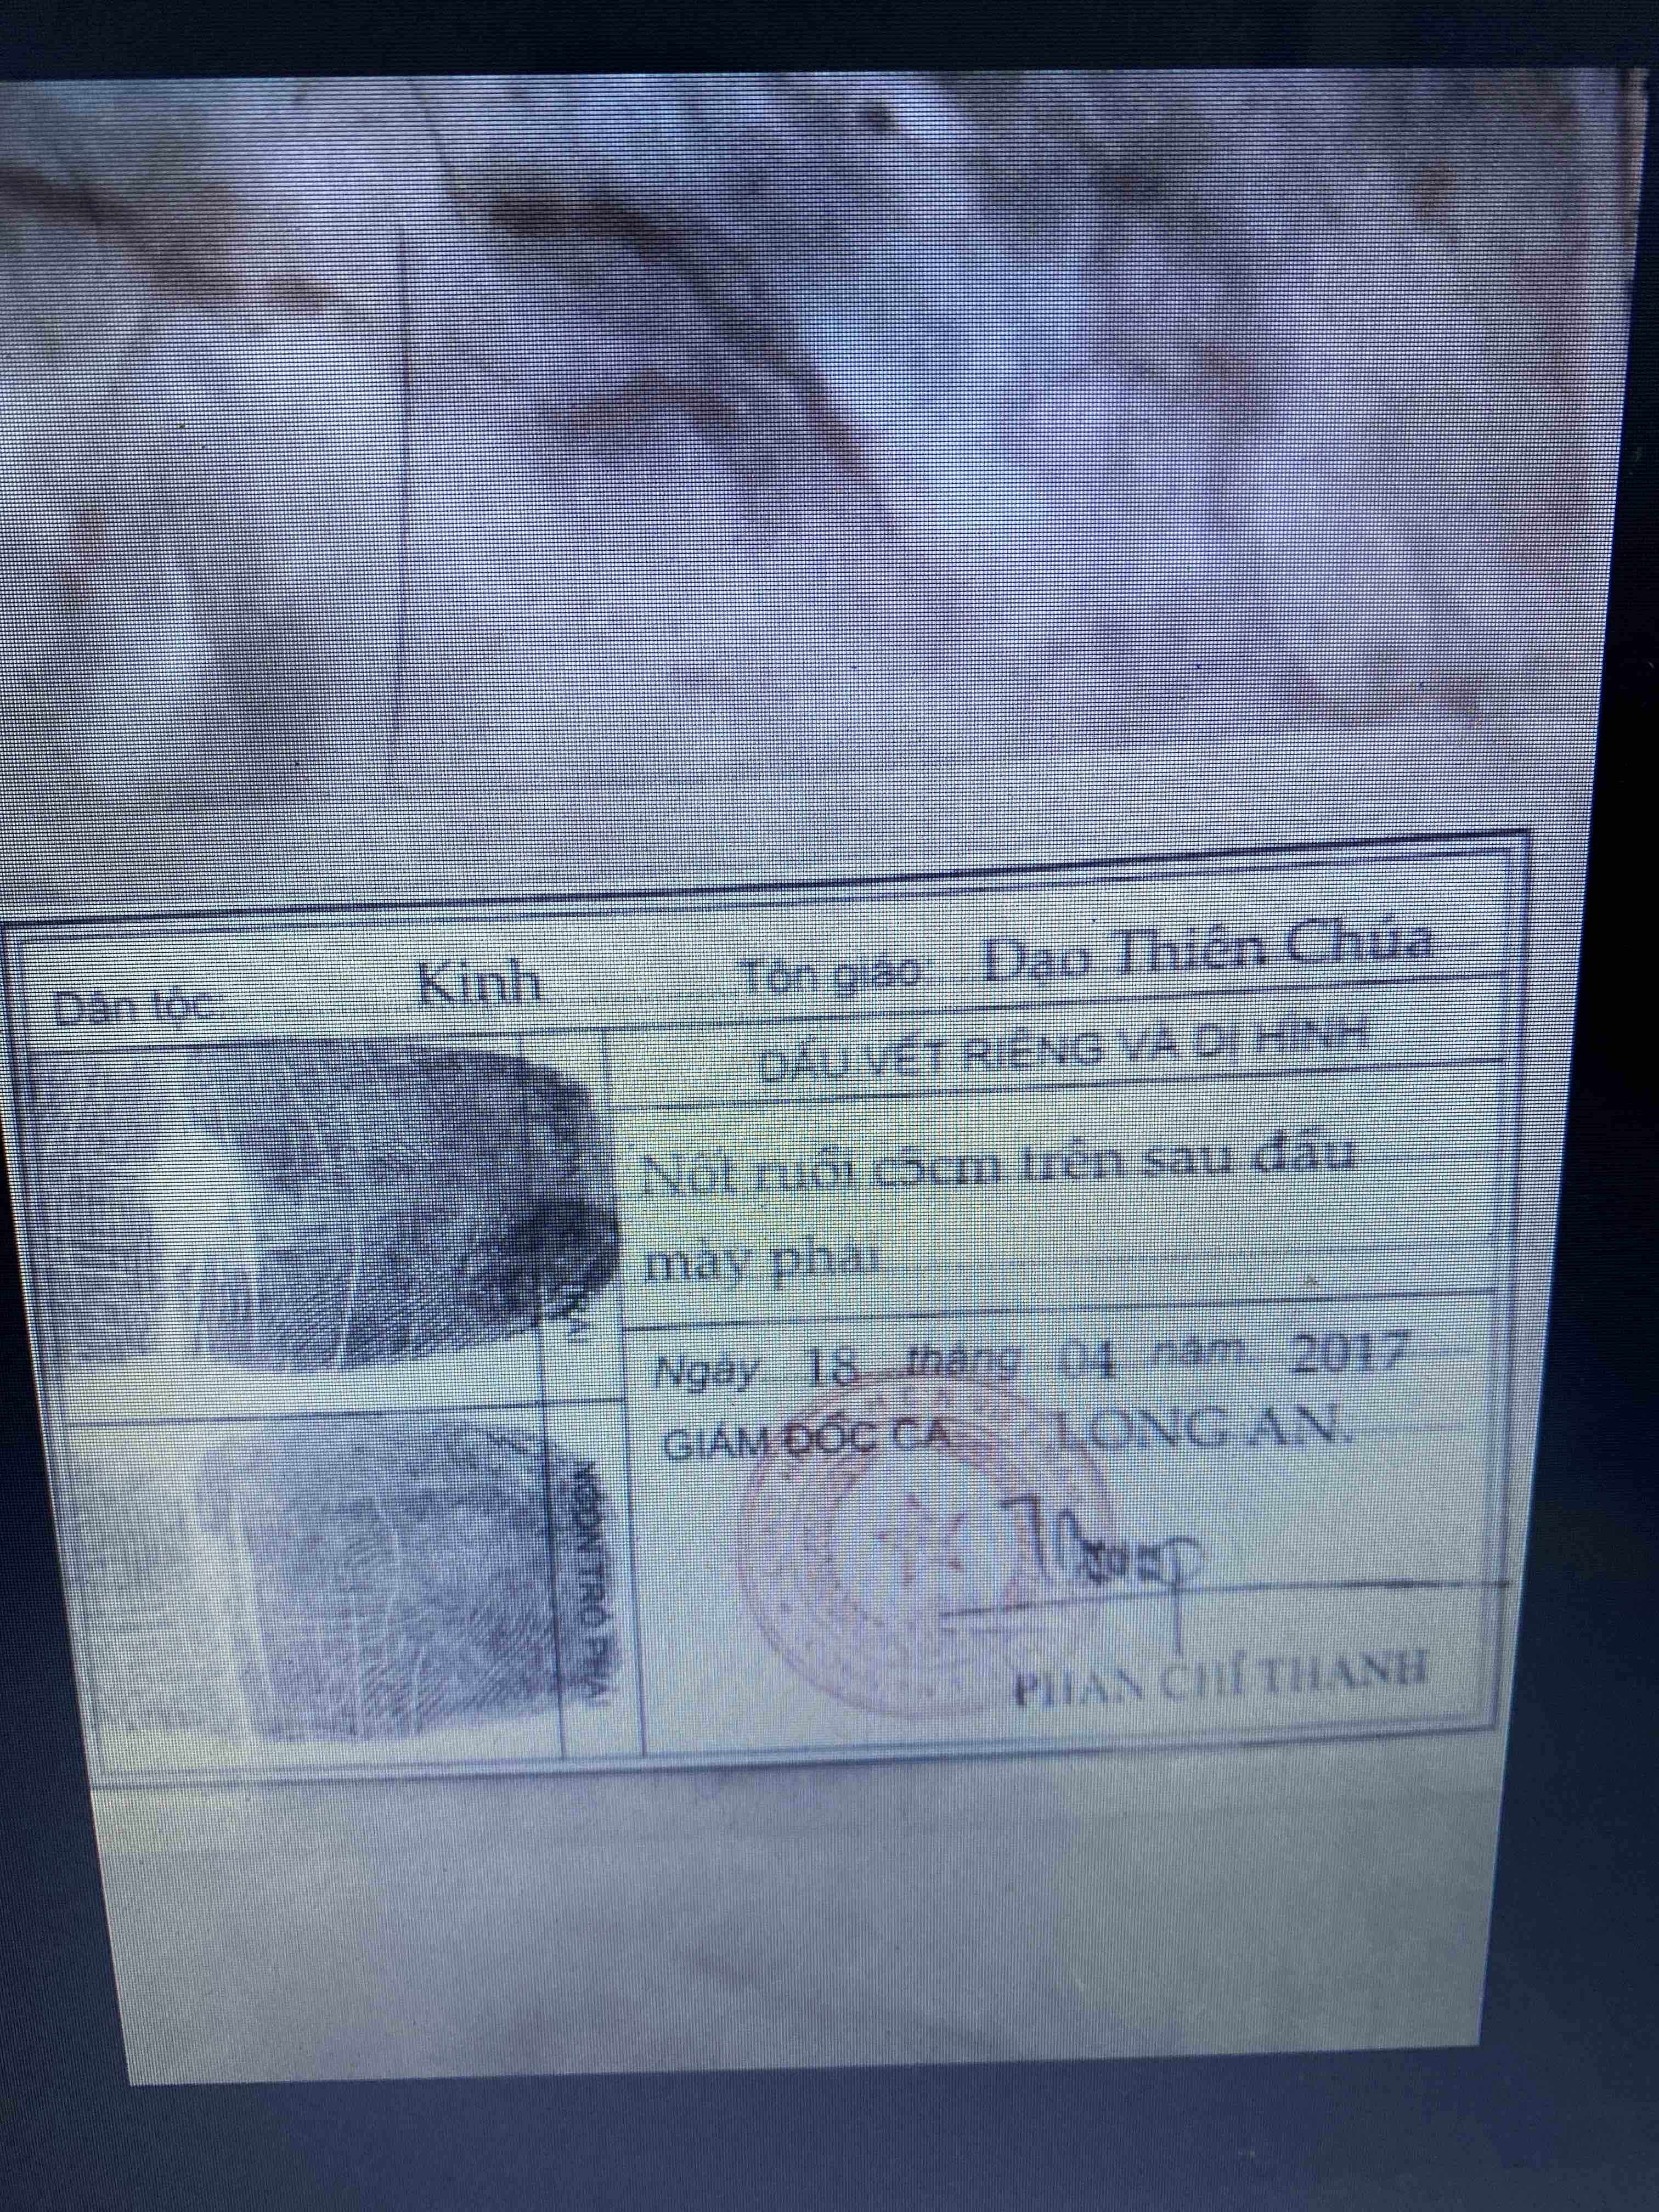 Dân tộc: Kinh Tôn giáo: Đạo Thiên Chúa
DẤU VẾT RIÊNG VÀ DỊ HÌNH
Nốt ruồi c5cm trên sau đầu
mày phải
Ngày 18 tháng 04 năm 2017
GIÁM ĐỐC CA LONG AN.
PHAN CHÍ THANH
NGÓN TRỎ PHẢI